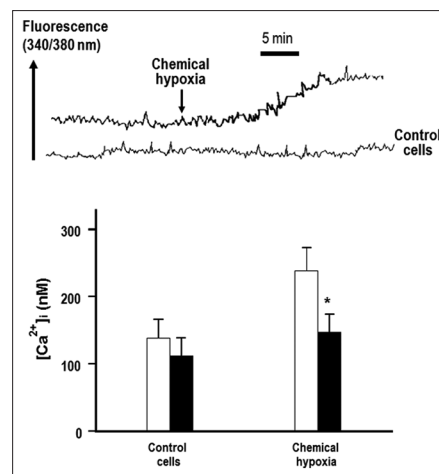 Fluorescence
(340/380 nm)
5 min
Chemical
hypoxia
Control
cells
300
200
100
0
[Ca²⁺]i (nM)
*
Control
cells
Chemical
hypoxia